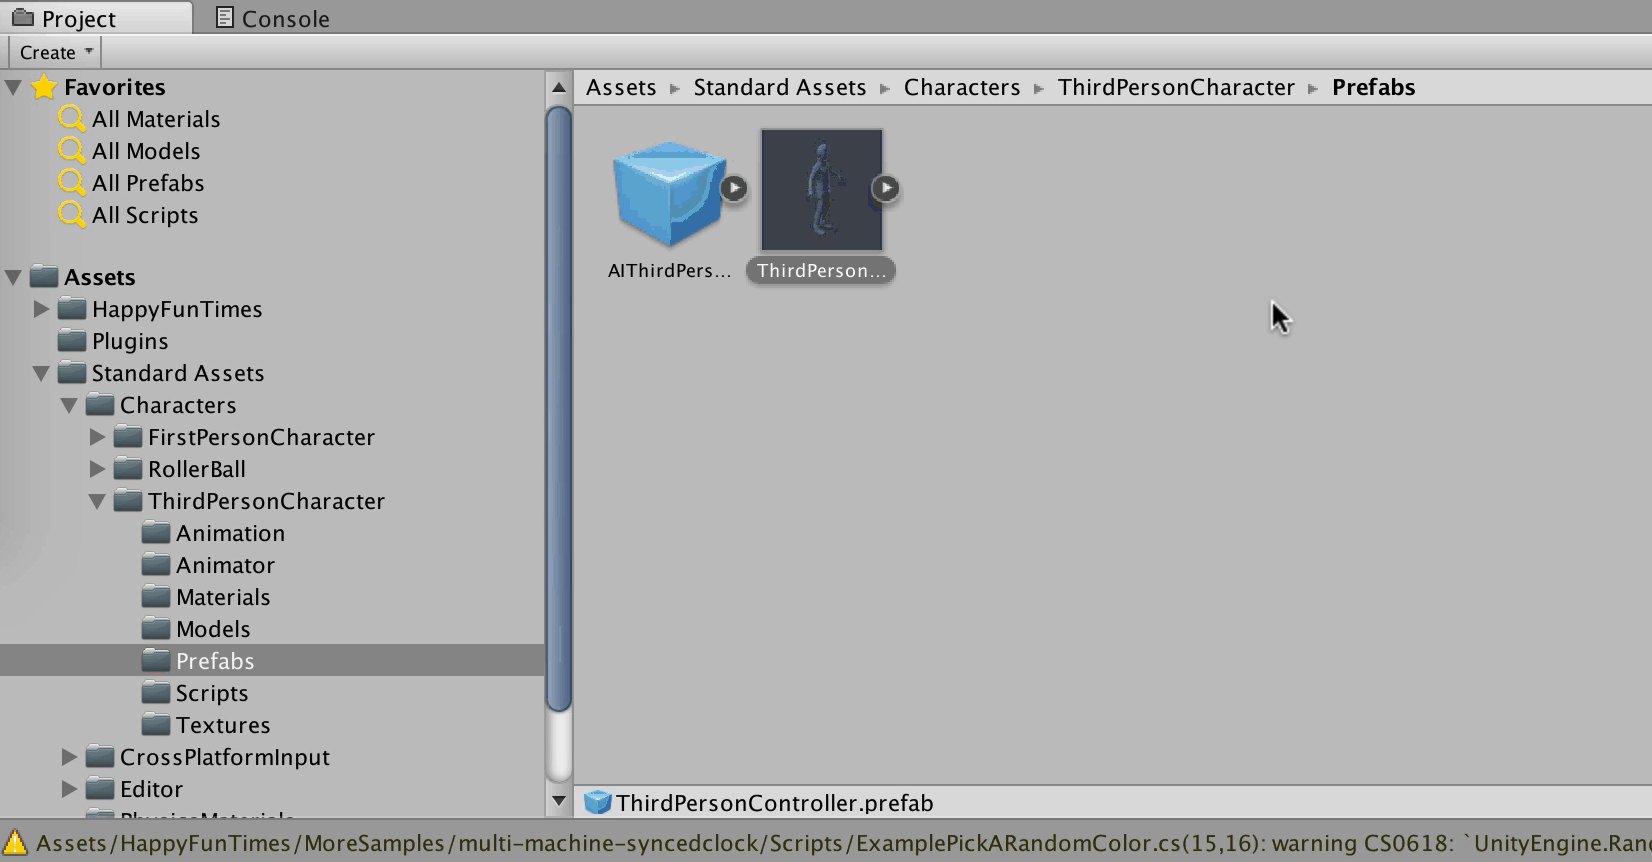 Project
Console
Create
Favorites
All Materials
All Models
All Prefabs
All Scripts
Assets
HappyFunTimes
Plugins
Standard Assets
Characters
FirstPersonCharacter
RollerBall
ThirdPersonCharacter
Animation
Animator
Materials
Models
Prefabs
Scripts
Textures
CrossPlatformInput
Editor
PhysicsMaterials
Assets ▸ Standard Assets ▸ Characters ▸ ThirdPersonCharacter ▸ Prefabs
AIThirdPers...
ThirdPerson...
ThirdPersonController.prefab
Assets/HappyFunTimes/MoreSamples/multi-machine-syncedclock/Scripts/ExamplePickARandomColor.cs(15,16): warning CS0618: `UnityEngine.Ran